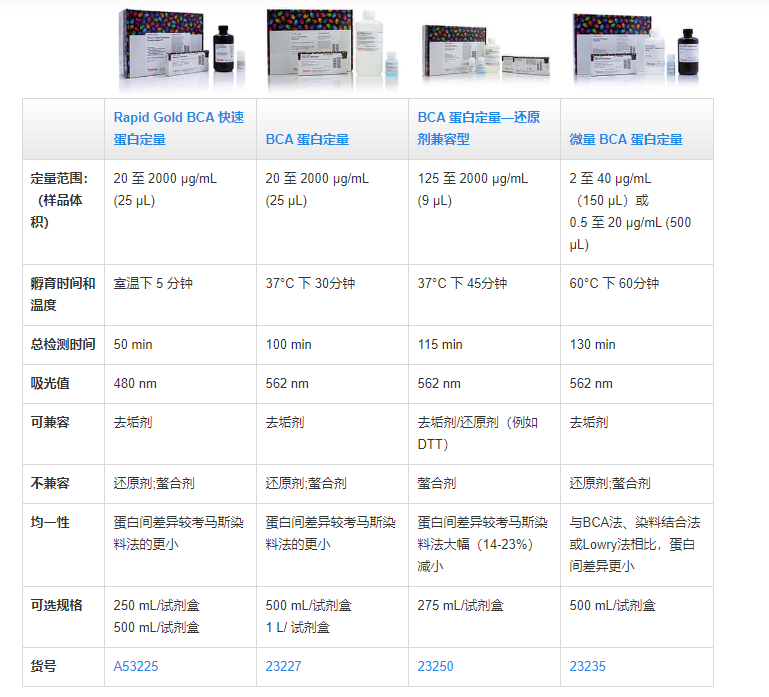 Rapid Gold BCA 快速
蛋白定量
BCA 蛋白定量
BCA 蛋白定量—还原
剂兼容型
微量 BCA 蛋白定量
定量范围：
（样品体
积）
20 至 2000 μg/mL
(25 μL)
20 至 2000 μg/mL
(25 μL)
125 至 2000 μg/mL
(9 μL)
2 至 40 μg/mL
（150 μL）或
0.5 至 20 μg/mL (500
μL)
孵育时间和
温度
室温下 5 分钟
37°C 下 30分钟
37°C 下 45分钟
60°C 下 60分钟
总检测时间
50 min
100 min
115 min
130 min
吸光值
480 nm
562 nm
562 nm
562 nm
可兼容
去垢剂
去垢剂
去垢剂/还原剂（例如
DTT）
去垢剂
不兼容
还原剂;螯合剂
还原剂;螯合剂
螯合剂
还原剂;螯合剂
均一性
蛋白间差异较考马斯染
料法的更小
蛋白间差异较考马斯染
料法的更小
蛋白间差异较考马斯染
料法大幅（14-23%）
减小
与BCA法、染料结合法
或Lowry法相比，蛋白
间差异更小
可选规格
250 mL/试剂盒
500 mL/试剂盒
500 mL/试剂盒
1 L/ 试剂盒
275 mL/试剂盒
500 mL/试剂盒
货号
A53225
23227
23250
23235